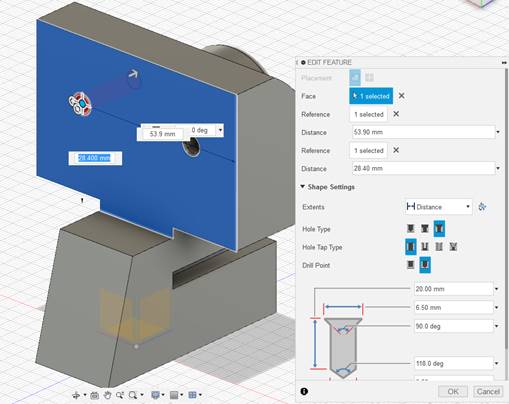 EDIT FEATURE
Placement
Face 1 selected
Reference 1 selected
Distance 53.90 mm
Reference 1 selected
Distance 28.40 mm
Shape Settings
Extents Distance
Hole Type
Hole Tap Type
Drill Point
20.00 mm
6.50 mm
90.0 deg
118.0 deg
OK Cancel
0 deg
53.9 mm
28.400 mm